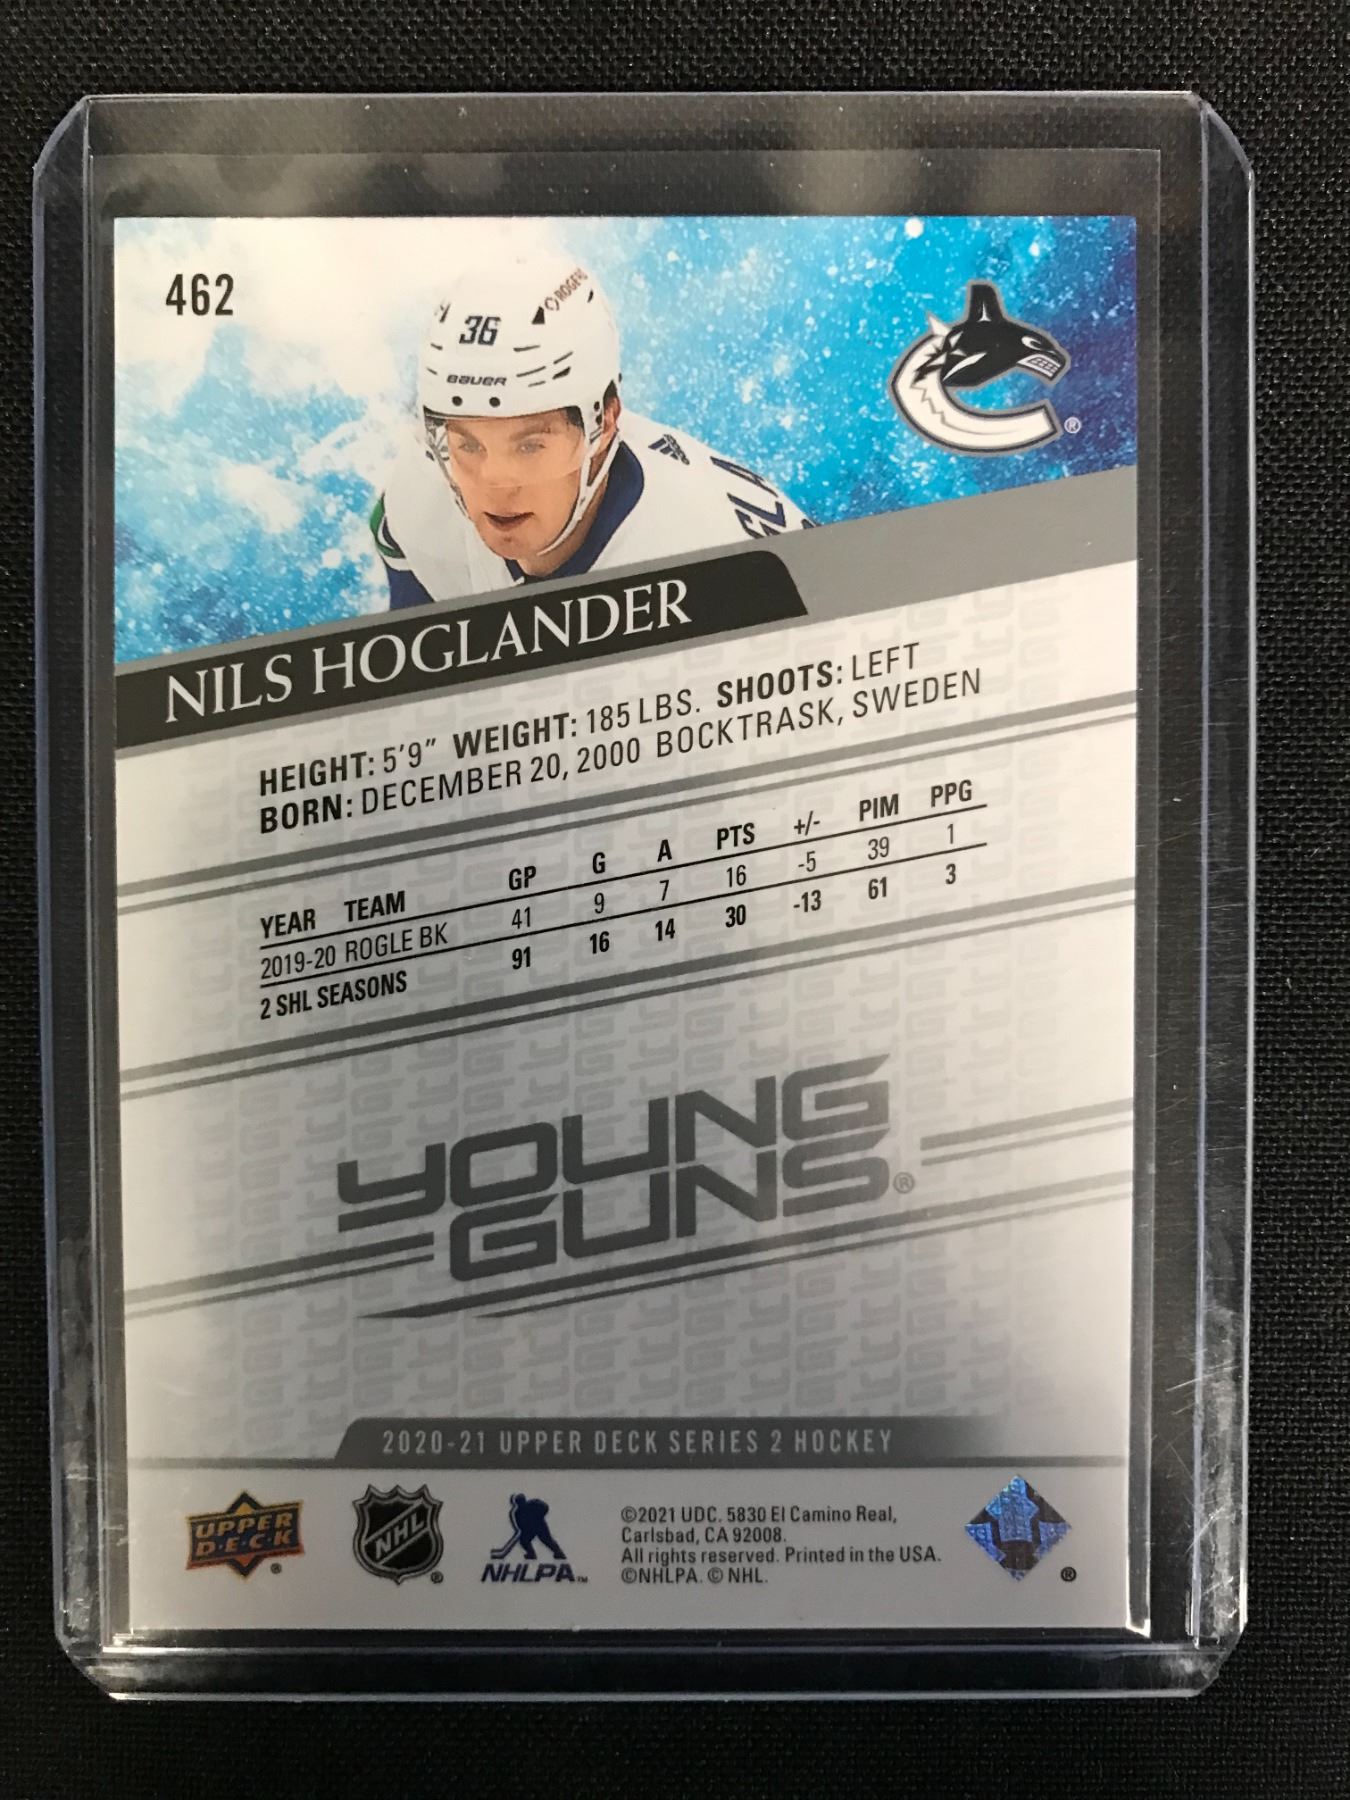 462
36
BAUER
ROGERS
ELA
®
NILS HOGLANDER
HEIGHT: 5'9" WEIGHT: 185 LBS. SHOOTS: LEFT
BORN: DECEMBER 20, 2000 BOCKTRASK, SWEDEN
YEAR TEAM GP G A PTS +/- PIM PPG
2019-20 ROGLE BK 41 9 7 16 -5 39 1
2 SHL SEASONS 91 16 14 30 -13 61 3
YOUNG
GUNS®
2020-21 UPPER DECK SERIES 2 HOCKEY
UPPER
D·E·C·K ®
NHL ®
NHLPA™
©2021 UDC. 5830 El Camino Real,
Carlsbad, CA 92008.
All rights reserved. Printed in the USA.
©NHLPA. © NHL.
®